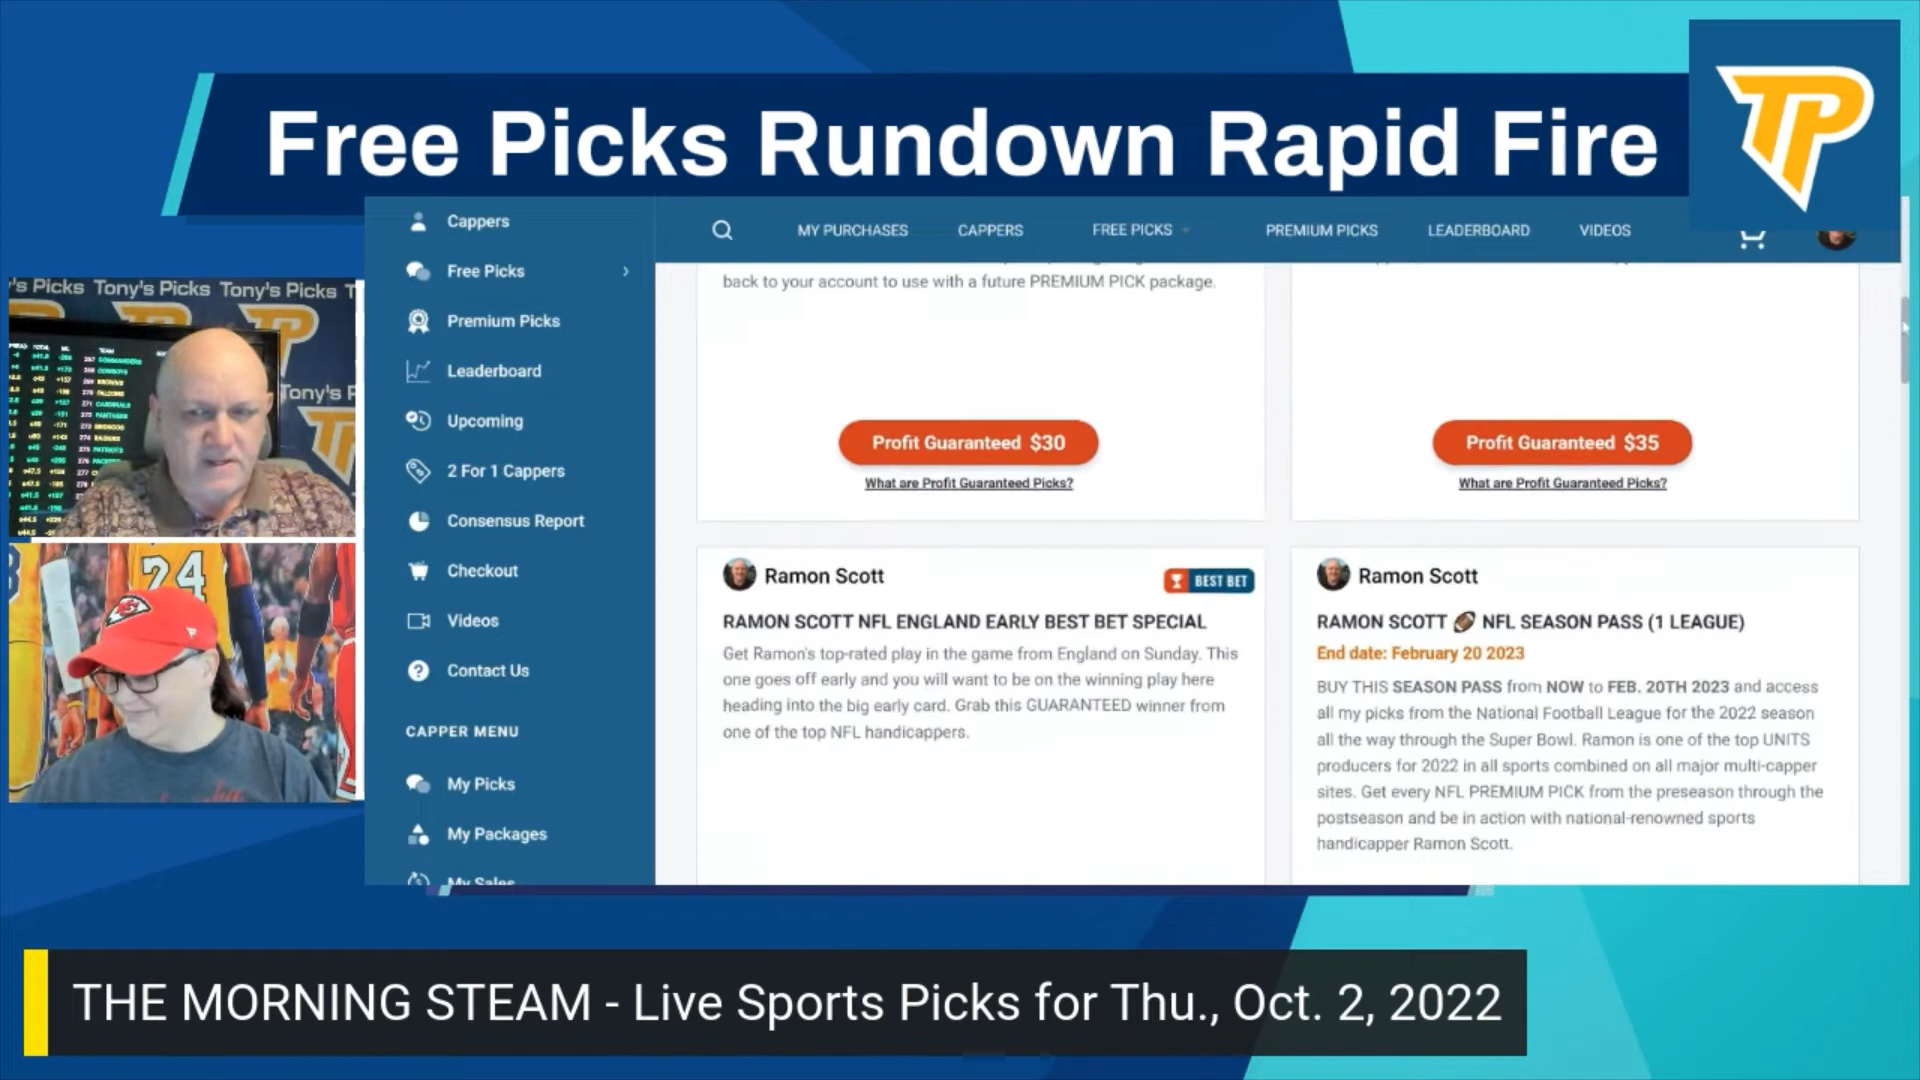 Free Picks Rundown Rapid Fire
TP
Cappers
Free Picks
Premium Picks
Leaderboard
Upcoming
2 For 1 Cappers
Consensus Report
Checkout
Videos
Contact Us
CAPPER MENU
My Picks
My Packages
My Sales
MY PURCHASES
CAPPERS
FREE PICKS
PREMIUM PICKS
LEADERBOARD
VIDEOS
back to your account to use with a future PREMIUM PICK package.
Profit Guaranteed $30
What are Profit Guaranteed Picks?
Profit Guaranteed $35
What are Profit Guaranteed Picks?
Ramon Scott
BEST BET
RAMON SCOTT NFL ENGLAND EARLY BEST BET SPECIAL
Get Ramon's top-rated play in the game from England on Sunday. This
one goes off early and you will want to be on the winning play here
heading into the big early card. Grab this GUARANTEED winner from
one of the top NFL handicappers.
Ramon Scott
RAMON SCOTT 🏈 NFL SEASON PASS (1 LEAGUE)
End date: February 20 2023
BUY THIS SEASON PASS from NOW to FEB. 20TH 2023 and access
all my picks from the National Football League for the 2022 season
all the way through the Super Bowl. Ramon is one of the top UNITS
producers for 2022 in all sports combined on all major multi-capper
sites. Get every NFL PREMIUM PICK from the preseason through the
postseason and be in action with national-renowned sports
handicapper Ramon Scott.
's Picks Tony's Picks Tony's Picks T
Tony's P
24
THE MORNING STEAM - Live Sports Picks for Thu., Oct. 2, 2022